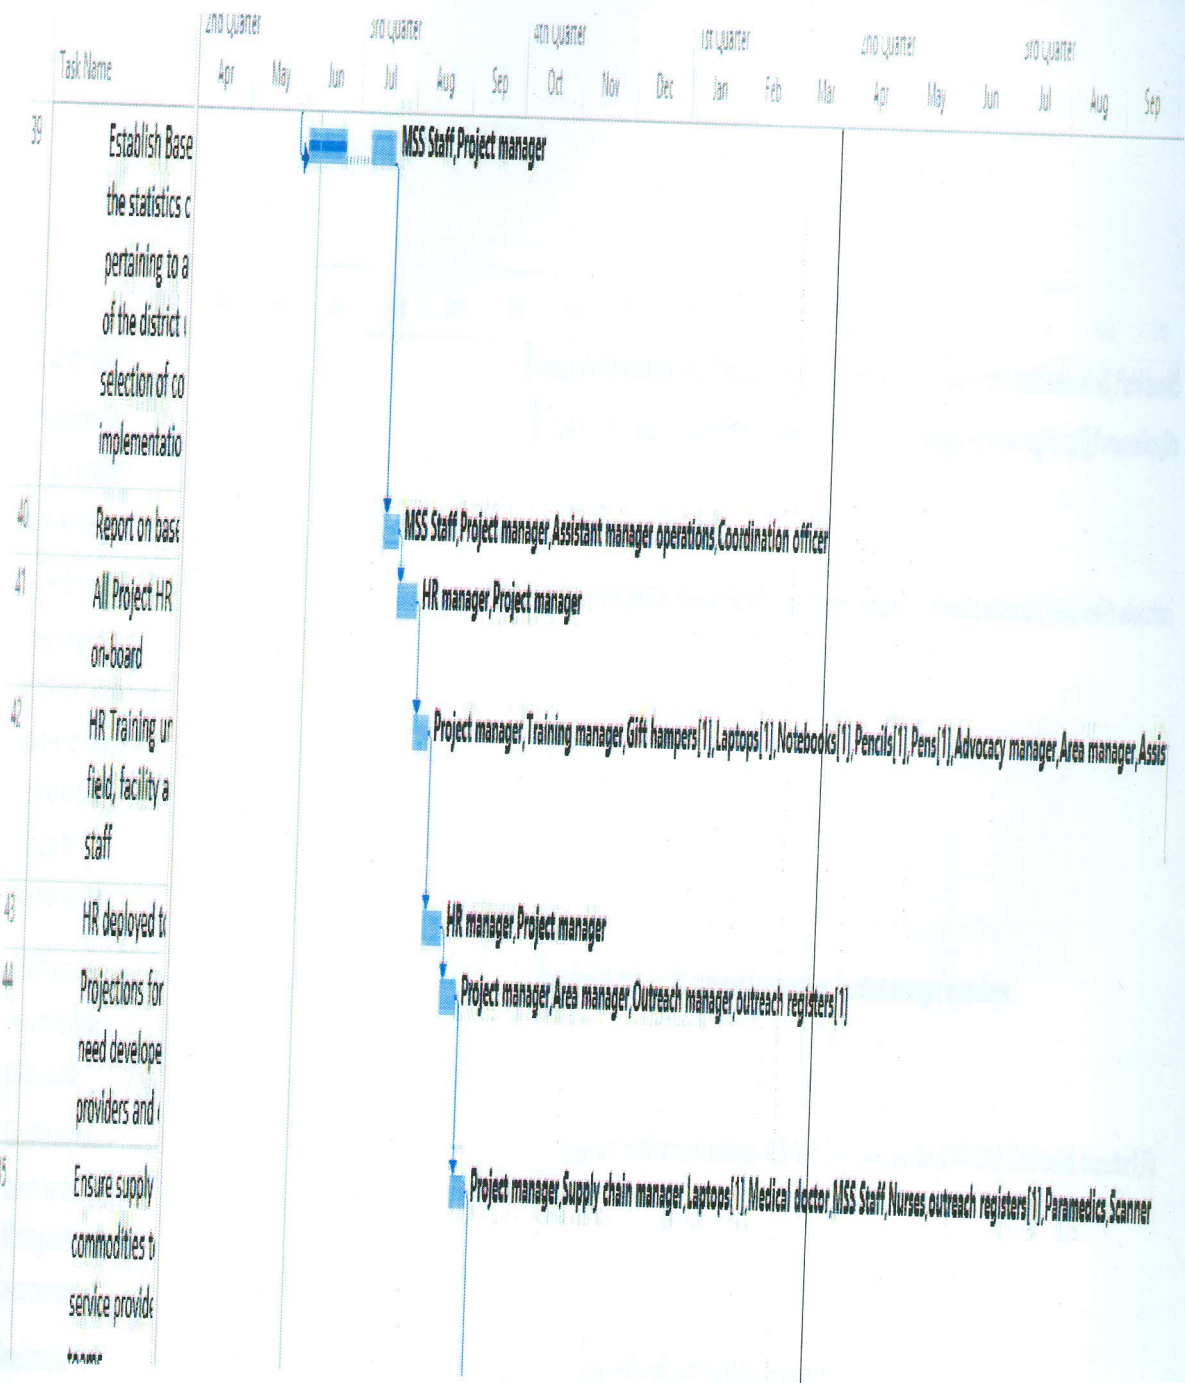 2nd Quarter 3rd Quarter 4th Quarter 1st Quarter 2nd Quarter 3rd Quarter
Task Name Apr May Jun Jul Aug Sep Oct Nov Dec Jan Feb Mar Apr May Jun Jul Aug Sep
39 Establish Base MSS Staff,Project manager
the statistics c
pertaining to a
of the district
selection of co
implementatio
40 Report on base MSS Staff,Project manager,Assistant manager operations,Coordination officer
41 All Project HR HR manager,Project manager
on-board
42 HR Training un Project manager,Training manager,Gift hampers[1],Laptops[1],Notebooks[1],Pencils[1],Pens[1],Advocacy manager,Area manager,Assis
field, facility a
staff
43 HR deployed to HR manager,Project manager
44 Projections for Project manager,Area manager,Outreach manager,outreach registers[1]
need develope
providers and
5 Ensure supply Project manager,Supply chain manager,Laptops[1],Medical doctor,MSS Staff,Nurses,outreach registers[1],Paramedics,Scanner
commodities to
service provide
teams